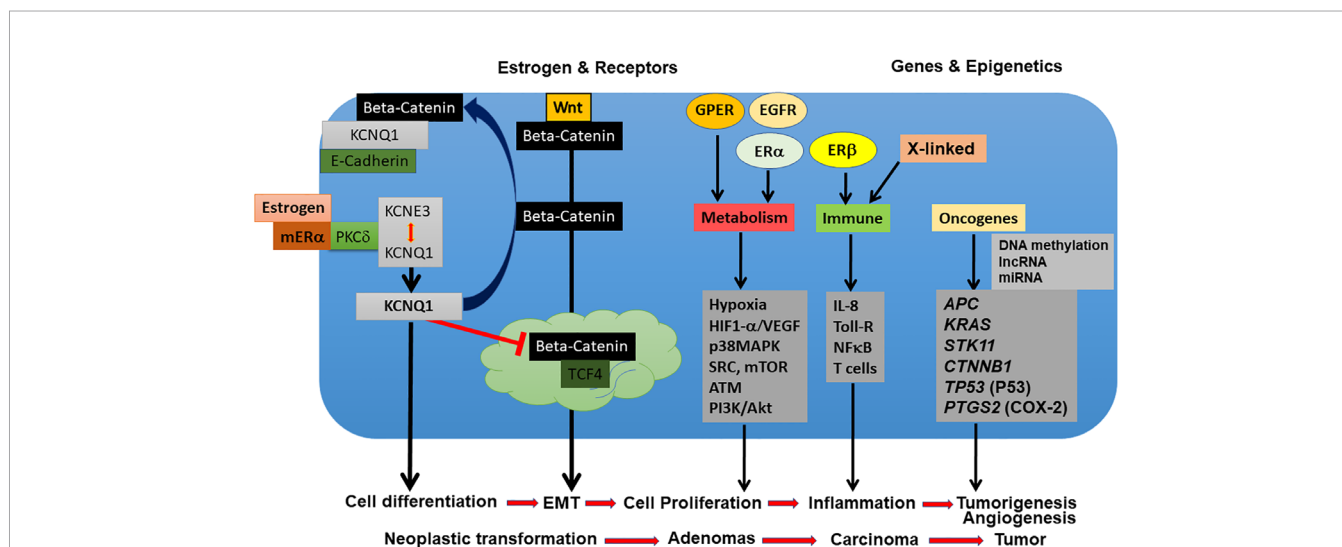 Estrogen & Receptors
Genes & Epigenetics
Beta-Catenin
KCNQ1
E-Cadherin
Wnt
Beta-Catenin
GPER
EGFR
ERα
ERβ
X-linked
Estrogen
mERα
PKCδ
KCNE3
KCNQ1
Beta-Catenin
Metabolism
Immune
Oncogenes
DNA methylation
lncRNA
miRNA
KCNQ1
Beta-Catenin
TCF4
Hypoxia
HIF1-α/VEGF
p38MAPK
SRC, mTOR
ATM
PI3K/Akt
IL-8
Toll-R
NFκB
T cells
APC
KRAS
STK11
CTNNB1
TP53 (P53)
PTGS2 (COX-2)
Cell differentiation EMT Cell Proliferation Inflammation Tumorigenesis
Angiogenesis
Neoplastic transformation Adenomas Carcinoma Tumor